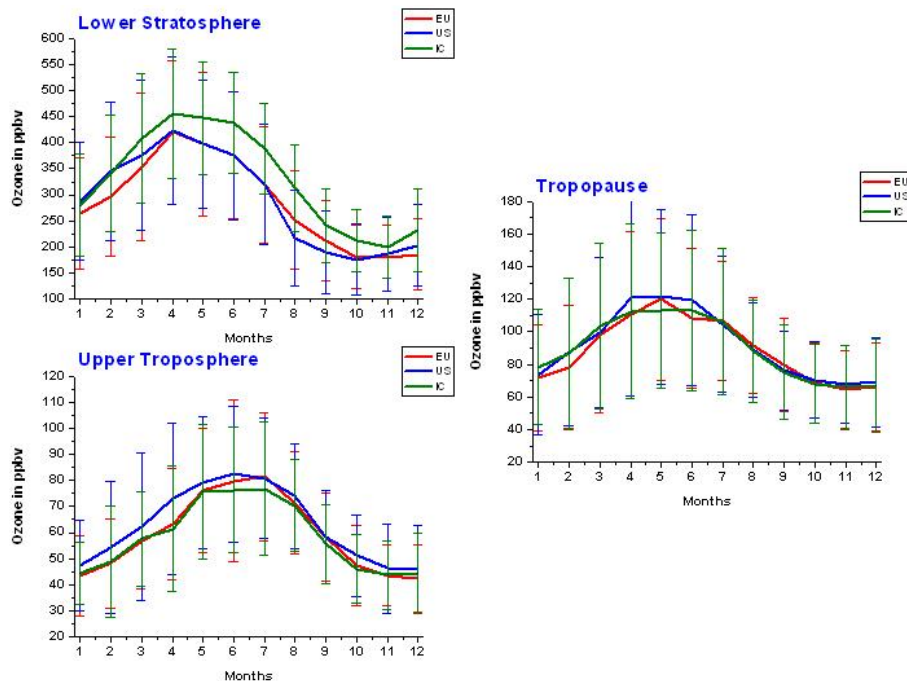 Lower Stratosphere
EU
US
IC
600
550
500
450
400
350
300
250
200
150
100
Ozone in ppbv
1 2 3 4 5 6 7 8 9 10 11 12
Months
Upper Troposphere
EU
US
IC
120
110
100
90
80
70
60
50
40
30
20
Ozone in ppbv
1 2 3 4 5 6 7 8 9 10 11 12
Months
Tropopause
EU
US
IC
180
160
140
120
100
80
60
40
20
Ozone in ppbv
1 2 3 4 5 6 7 8 9 10 11 12
Months